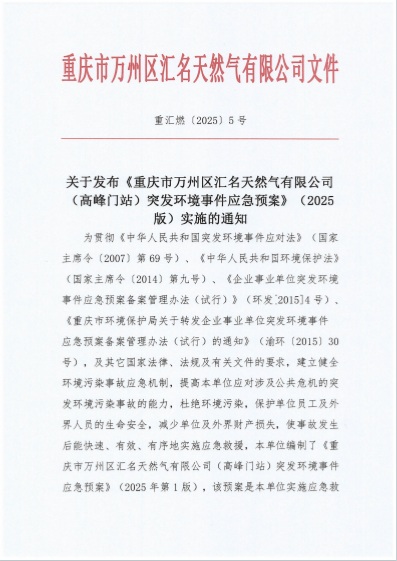 重庆市万州区汇名天然气有限公司文件
重汇燃〔2025〕5号
关于发布《重庆市万州区汇名天然气有限公司
（高峰门站）突发环境事件应急预案》（2025
版）实施的通知
为贯彻《中华人民共和国突发环境事件应对法》（国家
主席令〔2007〕第69号）、《中华人民共和国环境保护法》
（国家主席令〔2014〕第九号）、《企业事业单位突发环境
事件应急预案备案管理办法（试行）》（环发〔2015〕4号）、
《重庆市环境保护局关于转发企业事业单位突发环境事件
应急预案备案管理办法（试行）的通知》（渝环〔2015〕30
号），及其它国家法律、法规及有关文件的要求，建立健全
环境污染事故应急机制，提高本单位应对涉及公共危机的突
发环境污染事故的能力，杜绝环境污染，保护单位员工及外
界人员的生命安全，减少单位及外界财产损失，使事故发生
后能快速、有效、有序地实施应急救援，本单位编制了《重
庆市万州区汇名天然气有限公司（高峰门站）突发环境事件
应急预案》（2025年第1版），该预案是本单位实施应急救